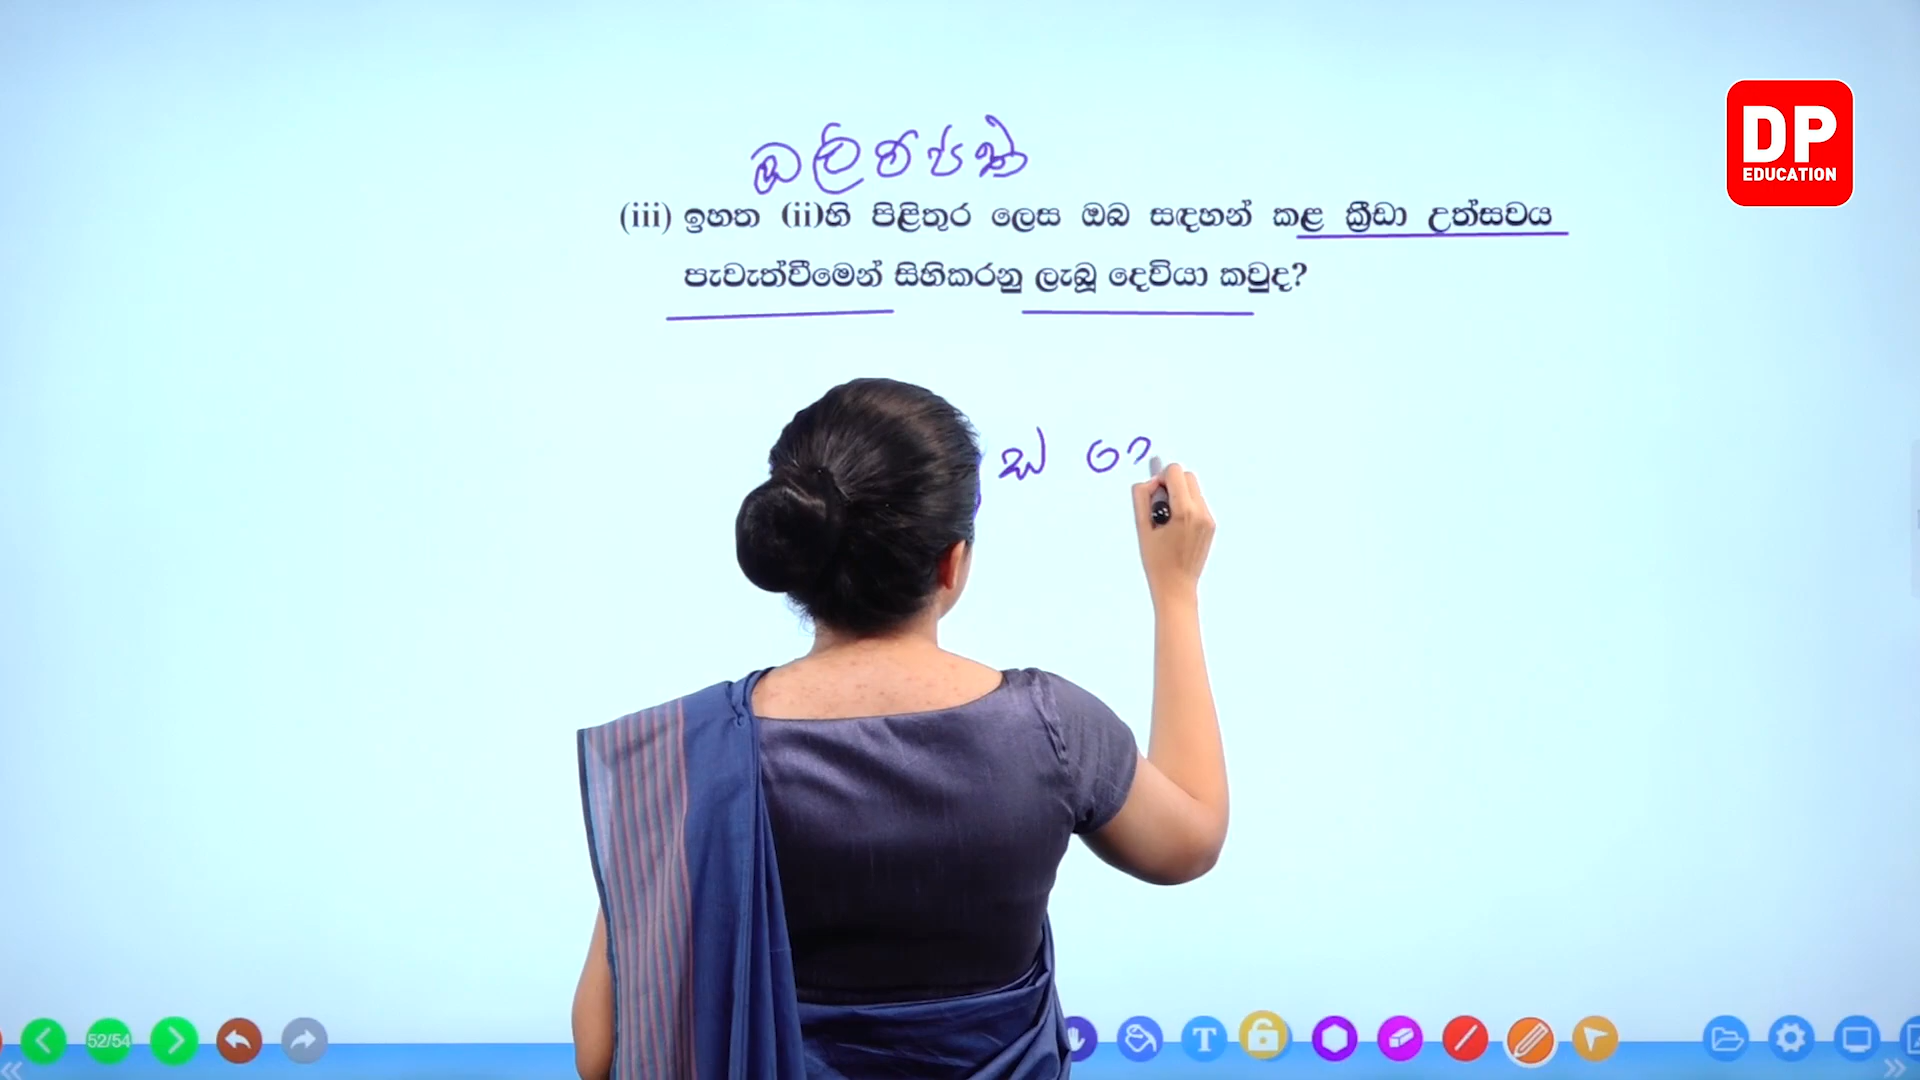 DP
EDUCATION
ඔලිම්පික්
(iii) ඉහත (ii)හි පිළිතුර ලෙස ඔබ සඳහන් කළ ක්‍රීඩා උත්සවය
පැවැත්වීමෙන් සිහිකරනු ලැබූ දෙවියා කවුද?
52/54
T